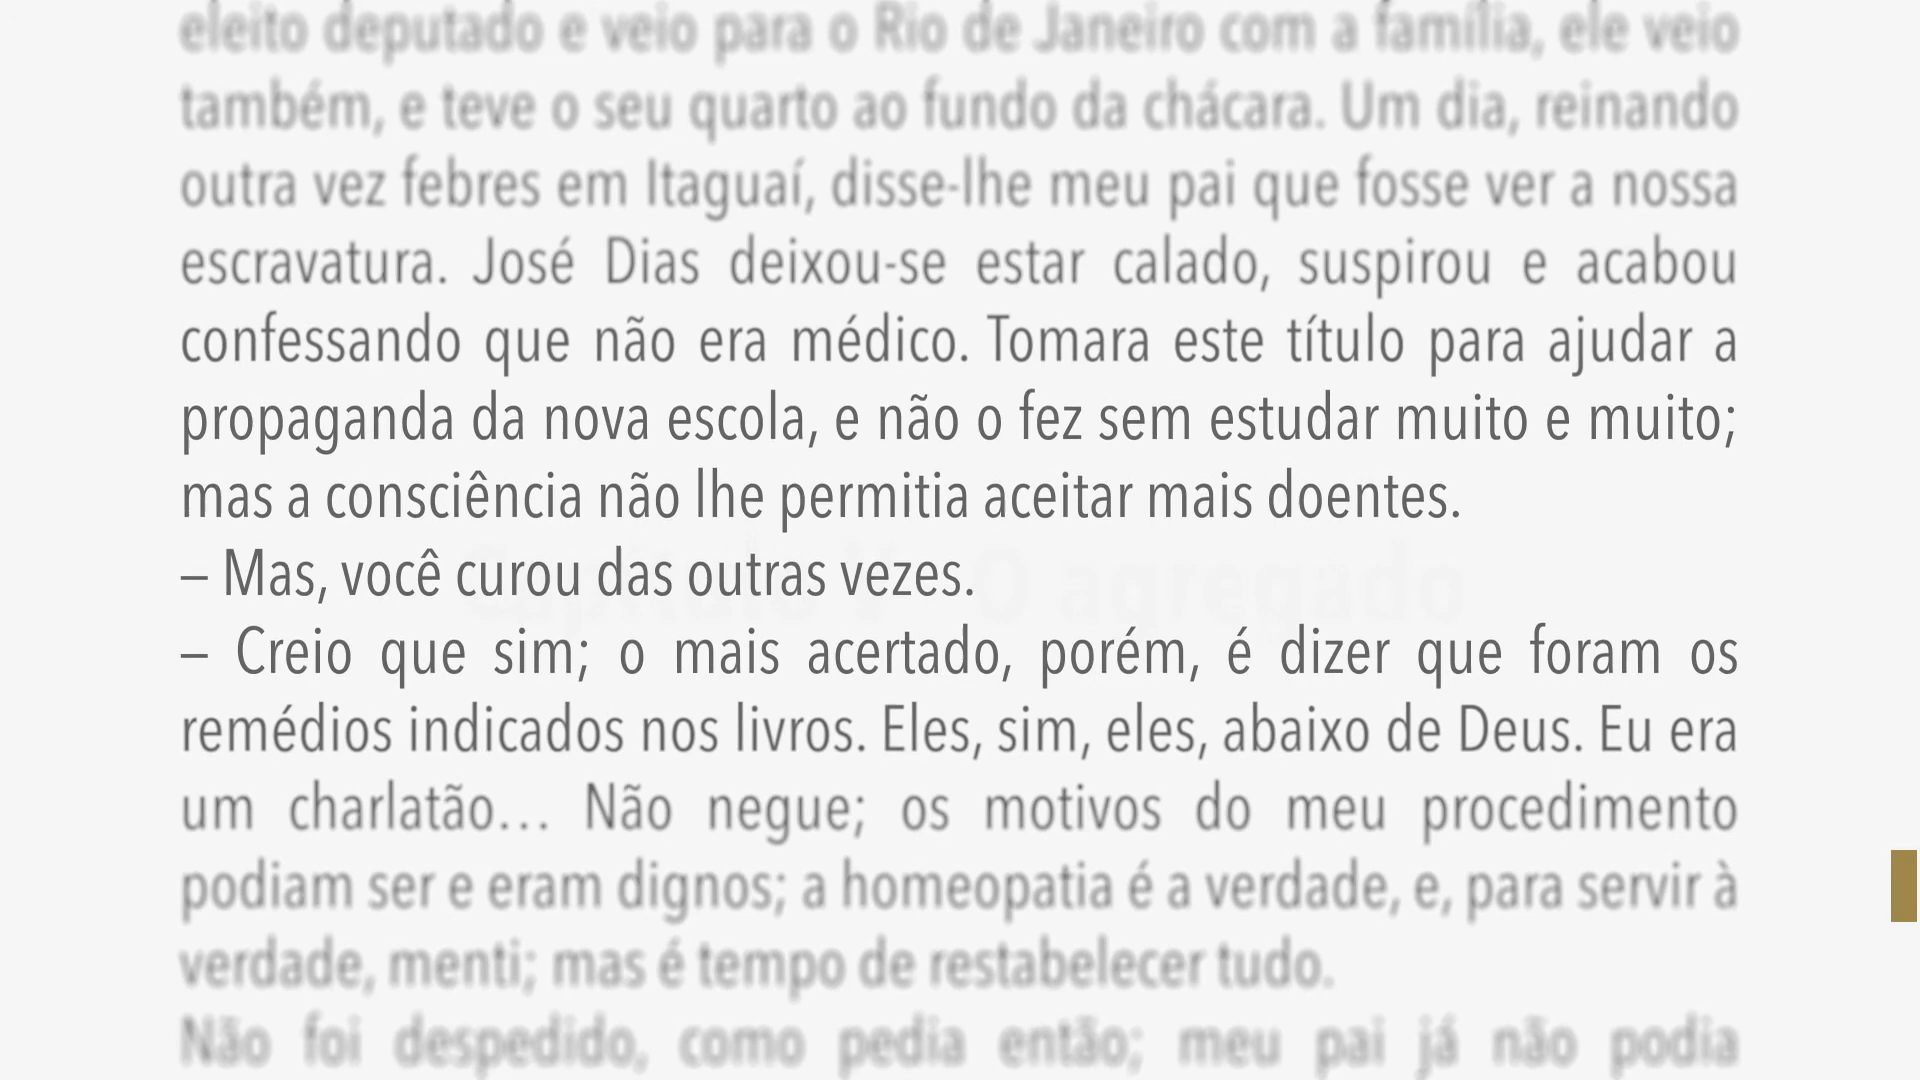 eleito deputado e veio para o Rio de Janeiro com a família, ele veio
também, e teve o seu quarto ao fundo da chácara. Um dia, reinando
outra vez febres em Itaguaí, disse-lhe meu pai que fosse ver a nossa
escravatura. José Dias deixou-se estar calado, suspirou e acabou
confessando que não era médico. Tomara este título para ajudar a
propaganda da nova escola, e não o fez sem estudar muito e muito;
mas a consciência não lhe permitia aceitar mais doentes.
– Mas, você curou das outras vezes.
Capítulo V O agregado
– Creio que sim; o mais acertado, porém, é dizer que foram os
remédios indicados nos livros. Eles, sim, eles, abaixo de Deus. Eu era
um charlatão… Não negue; os motivos do meu procedimento
podiam ser e eram dignos; a homeopatia é a verdade, e, para servir à
verdade, menti; mas é tempo de restabelecer tudo.
Não foi despedido, como pedia então; meu pai já não podia